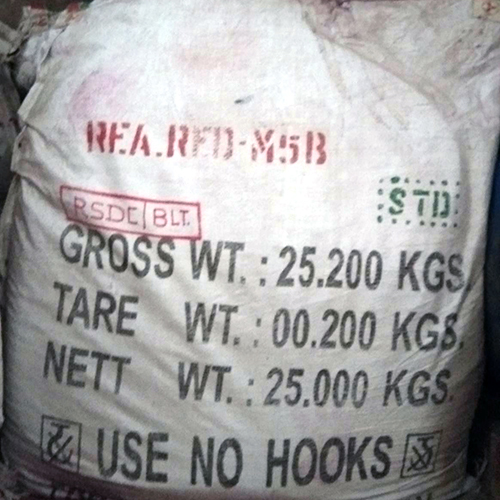 REA.RED-M5B
STD
R.S.D.C BLT.
GROSS WT. : 25.200 KGS.
TARE WT. : 00.200 KGS.
NETT WT. : 25.000 KGS.
USE NO HOOKS